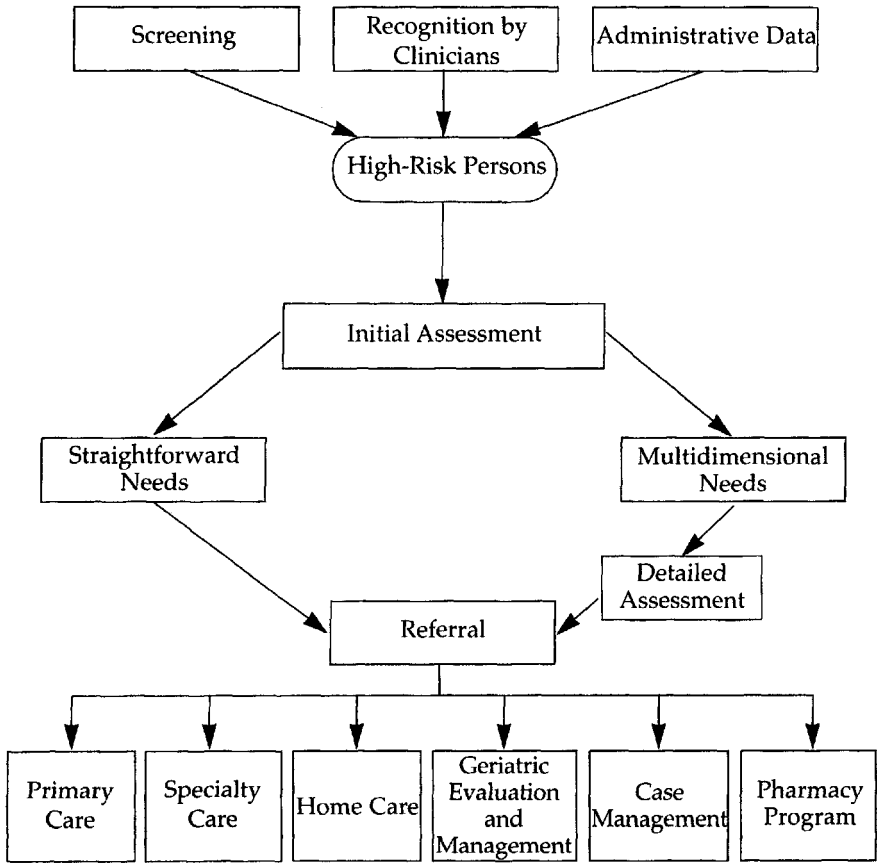 Screening
Recognition by
Clinicians
Administrative Data
High-Risk Persons
Initial Assessment
Straightforward
Needs
Multidimensional
Needs
Detailed
Assessment
Referral
Primary
Care
Specialty
Care
Home Care
Geriatric
Evaluation
and
Management
Case
Management
Pharmacy
Program